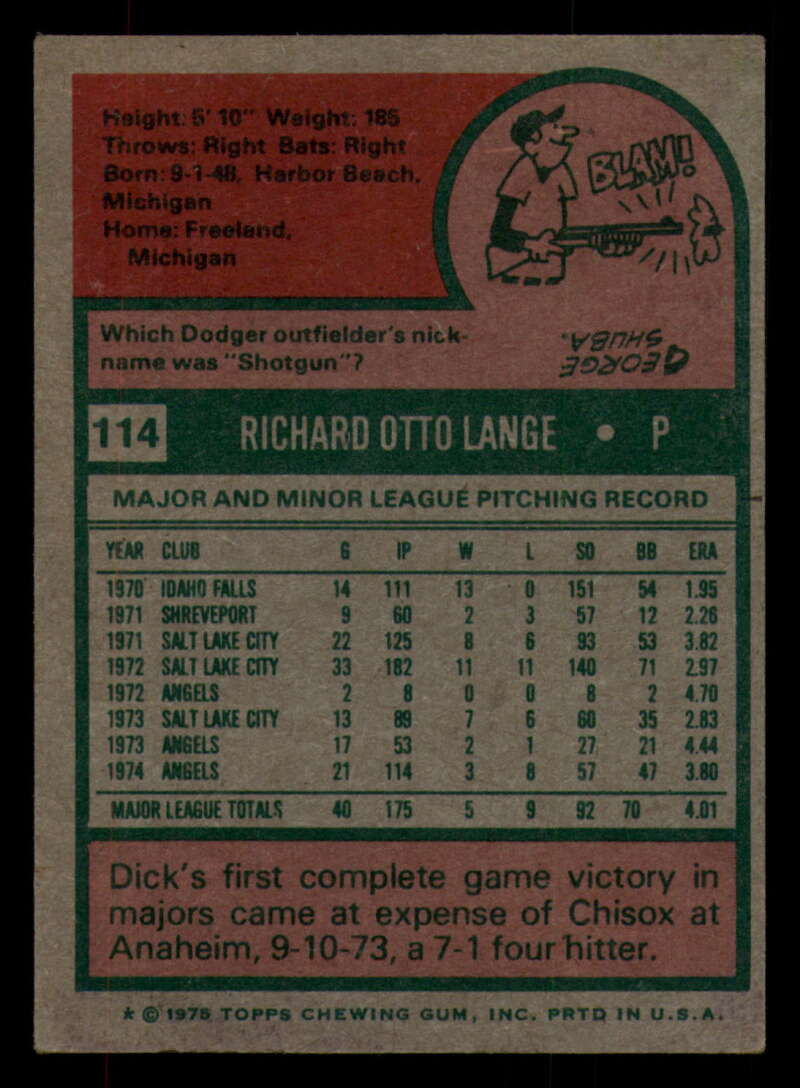 Height: 5' 10" Weight: 185
Throws: Right Bats: Right
Born: 9-1-48, Harbor Beach,
Michigan
Home: Freeland,
Michigan
BLAM!
Which Dodger outfielder's nick-
name was "Shotgun"?
GEORGE
SHUBA.
114 RICHARD OTTO LANGE • P
MAJOR AND MINOR LEAGUE PITCHING RECORD
YEAR CLUB G IP W L SO BB ERA
1970 IDAHO FALLS 14 111 13 0 151 54 1.95
1971 SHREVEPORT 9 60 2 3 57 12 2.26
1971 SALT LAKE CITY 22 125 8 6 93 53 3.82
1972 SALT LAKE CITY 33 182 11 11 140 71 2.97
1972 ANGELS 2 8 0 0 8 2 4.70
1973 SALT LAKE CITY 13 89 7 6 60 35 2.83
1973 ANGELS 17 53 2 1 27 21 4.44
1974 ANGELS 21 114 3 8 57 47 3.80
MAJOR LEAGUE TOTALS 40 175 5 9 92 70 4.01
Dick's first complete game victory in
majors came at expense of Chisox at
Anaheim, 9-10-73, a 7-1 four hitter.
* © 1975 TOPPS CHEWING GUM, INC. PRTD IN U.S.A.